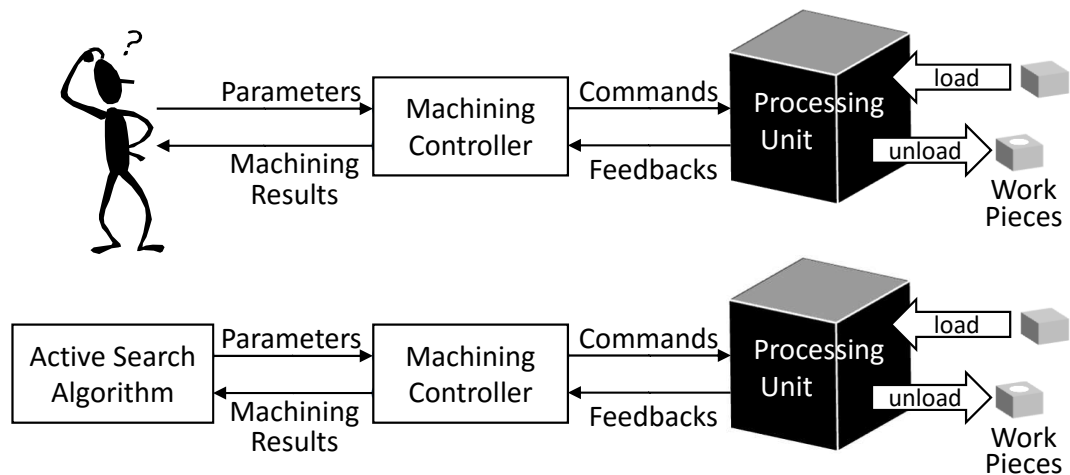 ?
Parameters
Machining
Results
Machining
Controller
Commands
Feedbacks
Processing
Unit
load
unload
Work
Pieces
Active Search
Algorithm
Parameters
Machining
Results
Machining
Controller
Commands
Feedbacks
Processing
Unit
load
unload
Work
Pieces